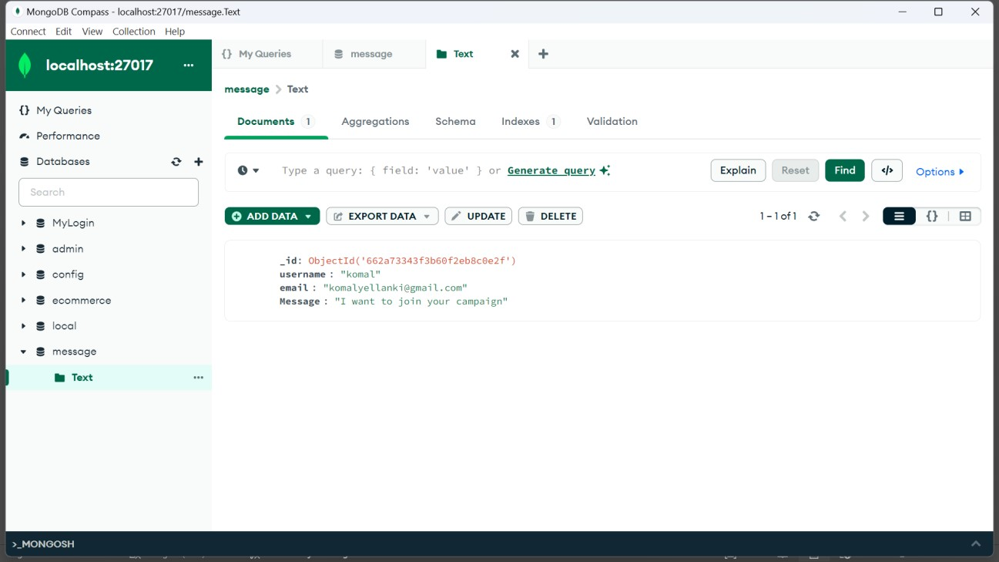 MongoDB Compass - localhost:27017/message.Text
Connect Edit View Collection Help
localhost:27017 ...
{} My Queries
Performance
Databases
Search
MyLogin
admin
config
ecommerce
local
message
Text ...
{} My Queries message Text
message > Text
Documents 1 Aggregations Schema Indexes 1 Validation
Type a query: { field: 'value' } or Generate query Explain Reset Find </> Options
ADD DATA EXPORT DATA UPDATE DELETE 1 – 1 of 1 {}
_id: ObjectId('662a73343f3b60f2eb8c0e2f')
username : "komal"
email : "komalyellanki@gmail.com"
Message : "I want to join your campaign"
>_MONGOSH